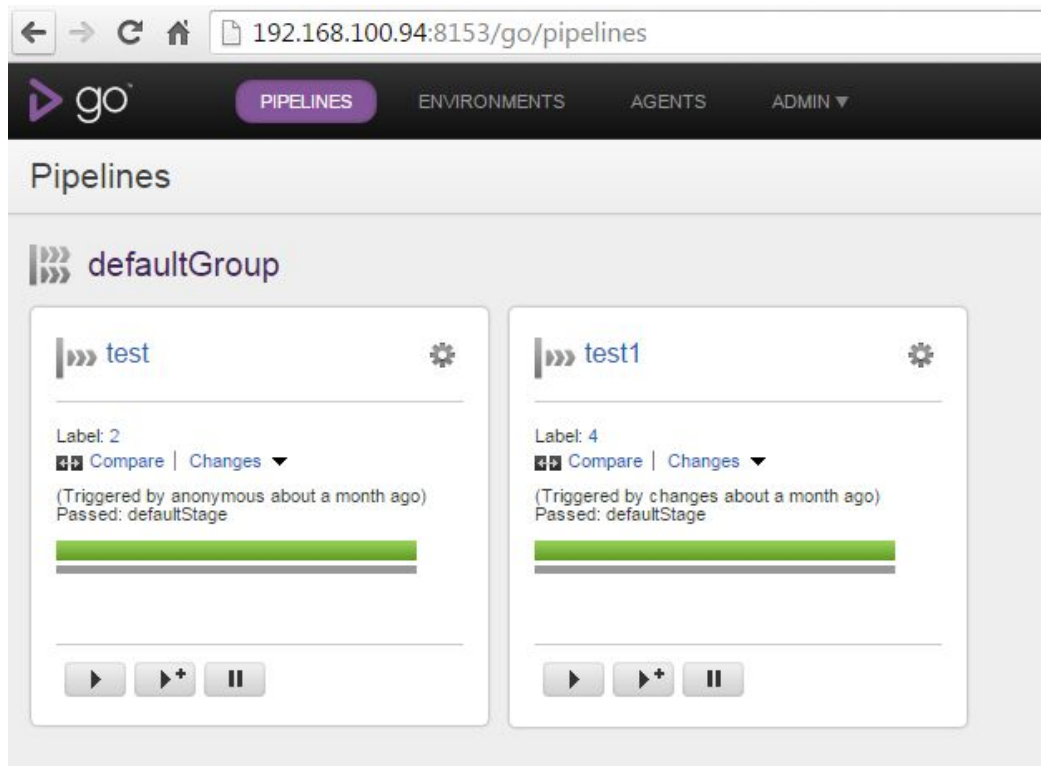 192.168.100.94:8153/go/pipelines
go PIPELINES ENVIRONMENTS AGENTS ADMIN
Pipelines
defaultGroup
test
Label: 2
Compare | Changes
(Triggered by anonymous about a month ago)
Passed: defaultStage
test1
Label: 4
Compare | Changes
(Triggered by changes about a month ago)
Passed: defaultStage